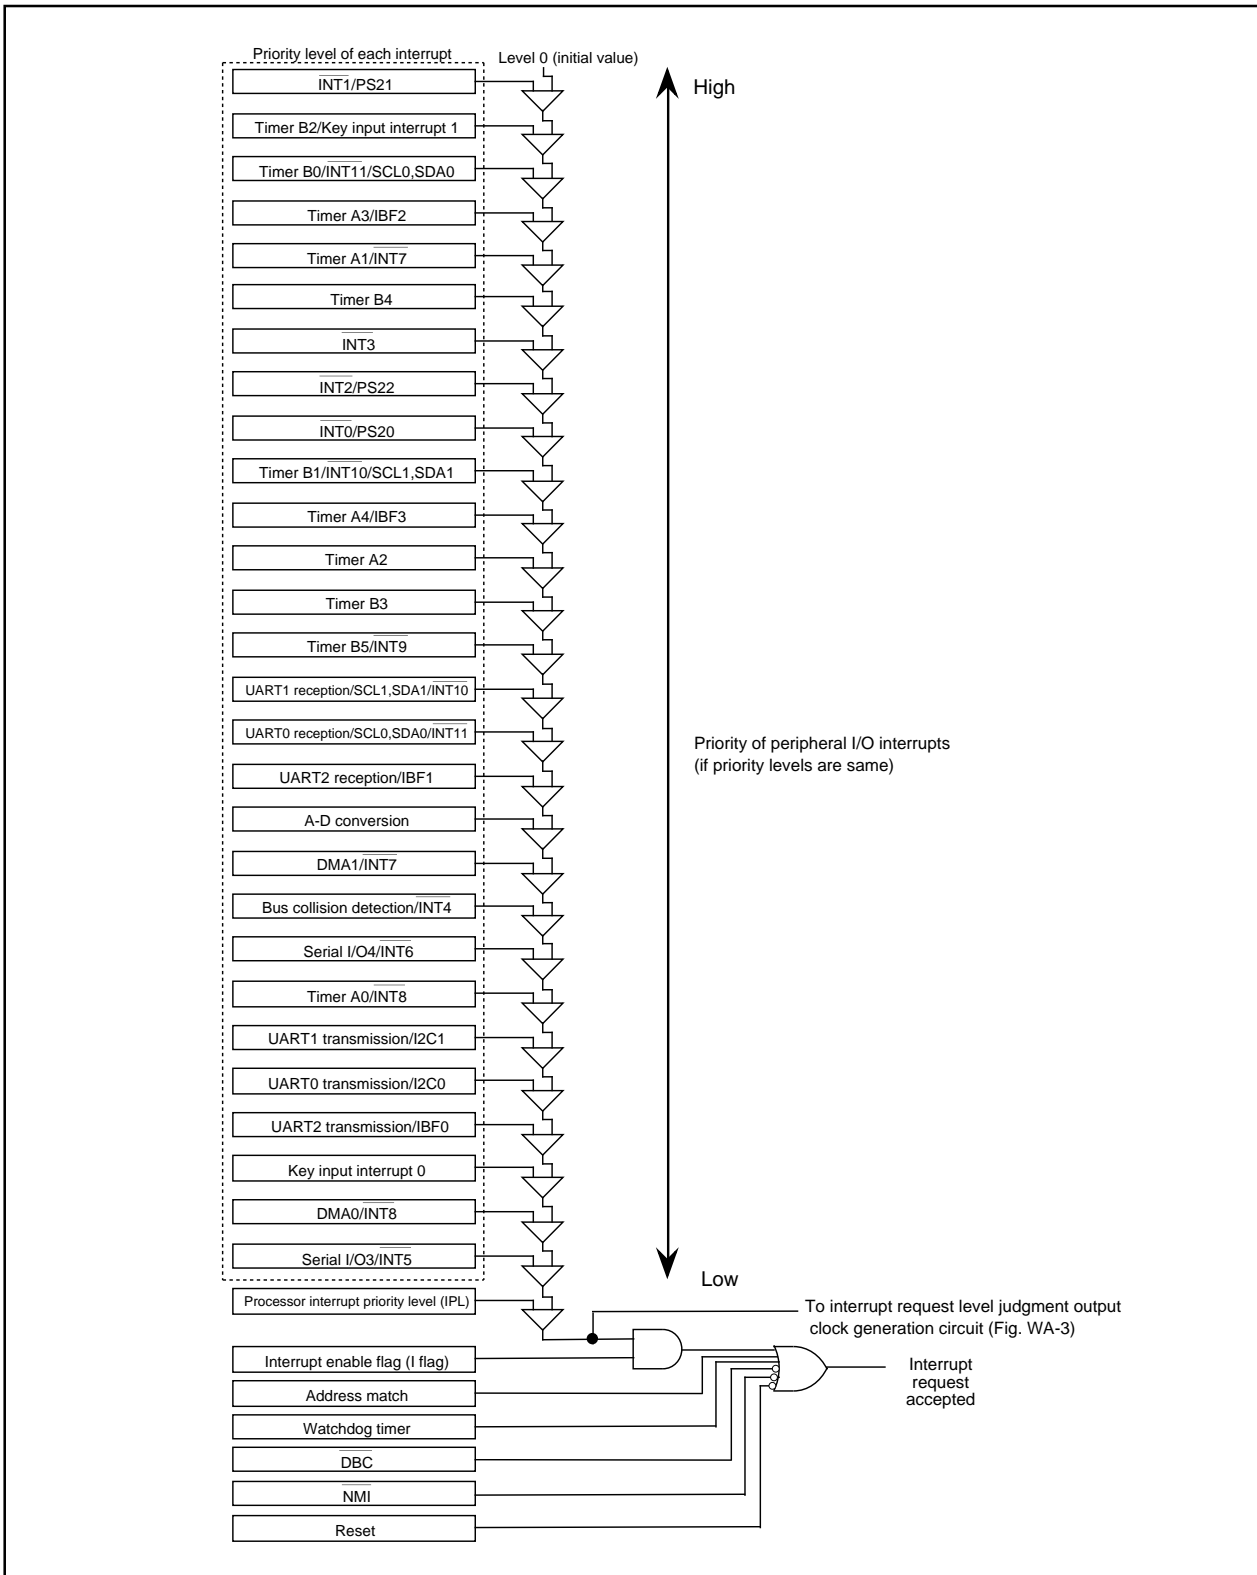 Priority level of each interrupt
Level 0 (initial value)
INT1/PS21
High
Timer B2/Key input interrupt 1
Timer B0/INT11/SCL0,SDA0
Timer A3/IBF2
Timer A1/INT7
Timer B4
INT3
INT2/PS22
INT0/PS20
Timer B1/INT10/SCL1,SDA1
Timer A4/IBF3
Timer A2
Timer B3
Timer B5/INT9
UART1 reception/SCL1,SDA1/INT10
UART0 reception/SCL0,SDA0/INT11
Priority of peripheral I/O interrupts
(if priority levels are same)
UART2 reception/IBF1
A-D conversion
DMA1/INT7
Bus collision detection/INT4
Serial I/O4/INT6
Timer A0/INT8
UART1 transmission/I2C1
UART0 transmission/I2C0
UART2 transmission/IBF0
Key input interrupt 0
DMA0/INT8
Serial I/O3/INT5
Low
Processor interrupt priority level (IPL)
To interrupt request level judgment output
clock generation circuit (Fig. WA-3)
Interrupt enable flag (I flag)
Interrupt
request
accepted
Address match
Watchdog timer
DBC
NMI
Reset